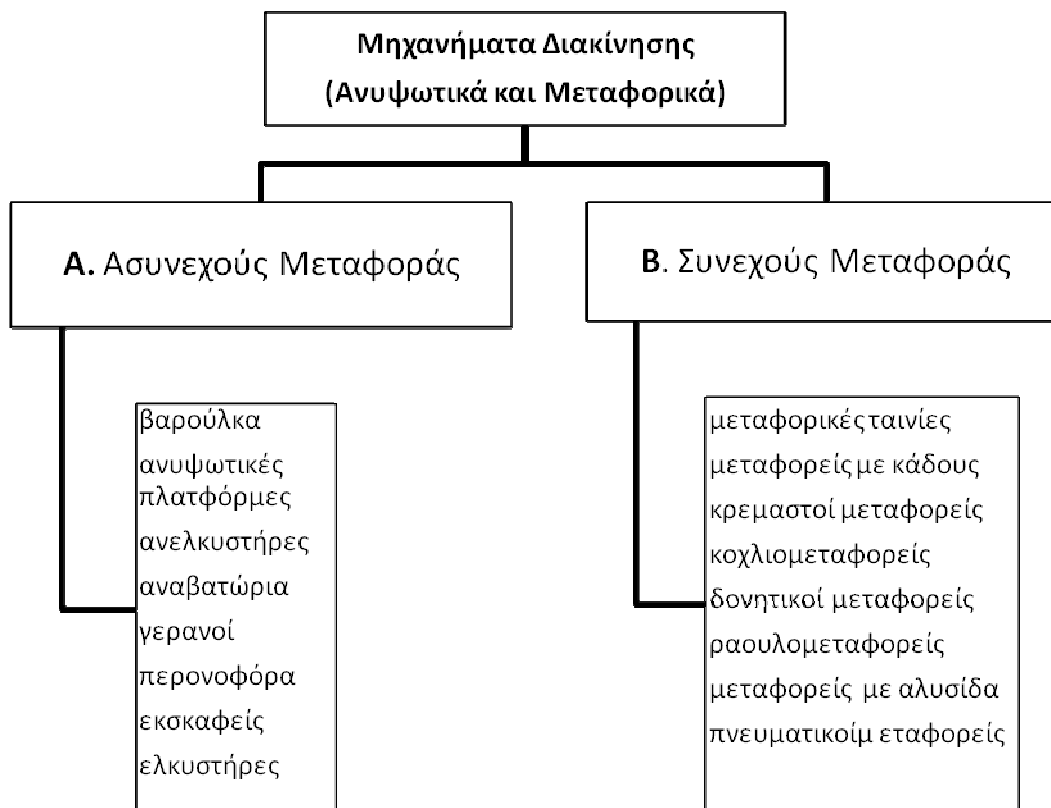 Μηχανήματα Διακίνησης
(Ανυψωτικά και Μεταφορικά)
Α. Ασυνεχούς Μεταφοράς
Β. Συνεχούς Μεταφοράς
βαρούλκα
ανυψωτικές
πλατφόρμες
ανελκυστήρες
αναβατώρια
γερανοί
περονοφόρα
εκσκαφείς
ελκυστήρες
μεταφορικές ταινίες
μεταφορείς με κάδους
κρεμαστοί μεταφορείς
κοχλιομεταφορείς
δονητικοί μεταφορείς
ραουλομεταφορείς
μεταφορείς με αλυσίδα
πνευματικοίμ εταφορείς